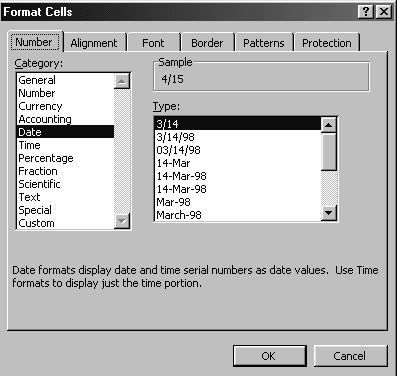 Format Cells
Number Alignment Font Border Patterns Protection
Category:
General
Number
Currency
Accounting
Date
Time
Percentage
Fraction
Scientific
Text
Special
Custom
Sample
4/15
Type:
3/14
3/14/98
03/14/98
14-Mar
14-Mar-98
14-Mar-98
Mar-98
March-98
Date formats display date and time serial numbers as date values. Use Time
formats to display just the time portion.
OK Cancel